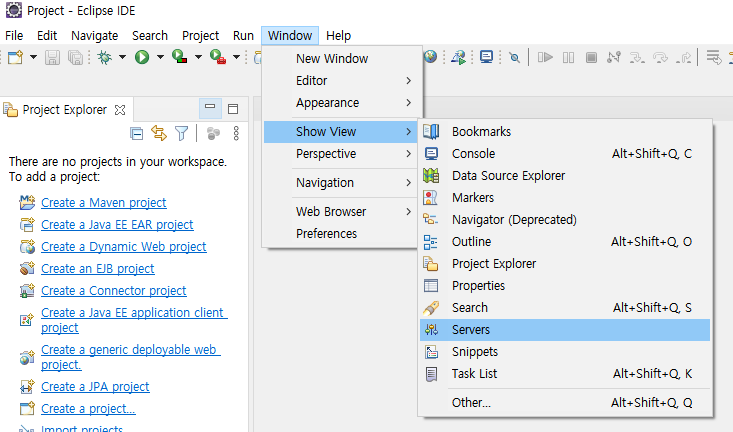 Project - Eclipse IDE
File Edit Navigate Search Project Run Window Help
New Window
Editor
Appearance
Show View
Perspective
Navigation
Web Browser
Preferences
Bookmarks
Console Alt+Shift+Q, C
Data Source Explorer
Markers
Navigator (Deprecated)
Outline Alt+Shift+Q, O
Project Explorer
Properties
Search Alt+Shift+Q, S
Servers
Snippets
Task List Alt+Shift+Q, K
Other... Alt+Shift+Q, Q
Project Explorer
There are no projects in your workspace.
To add a project:
Create a Maven project
Create a Java EE EAR project
Create a Dynamic Web project
Create an EJB project
Create a Connector project
Create a Java EE application client
project
Create a generic deployable web
project.
Create a JPA project
Create a project...
Import projects